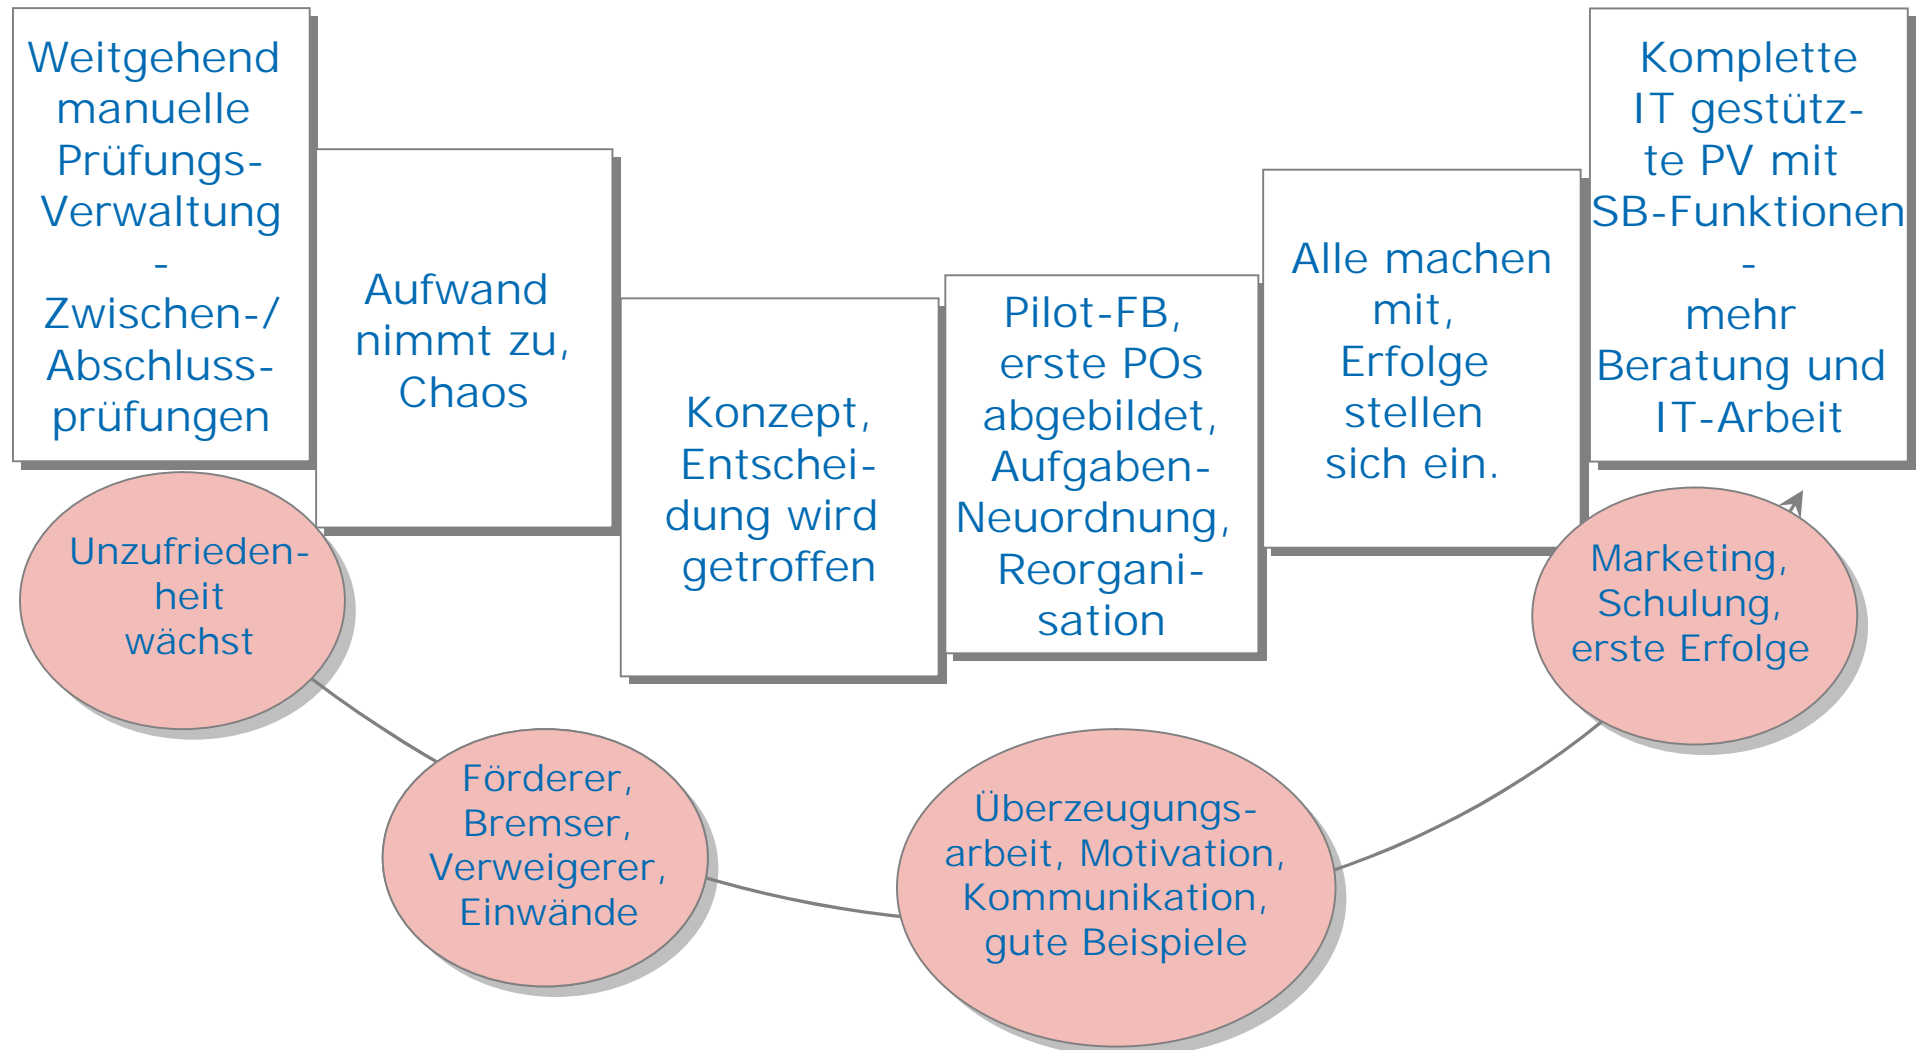 Weitgehend
manuelle
Prüfungs-
Verwaltung
-
Zwischen-/
Abschluss-
prüfungen
Aufwand
nimmt zu,
Chaos
Konzept,
Entschei-
dung wird
getroffen
Pilot-FB,
erste POs
abgebildet,
Aufgaben-
Neuordnung,
Reorgani-
sation
Alle machen
mit,
Erfolge
stellen
sich ein.
Komplette
IT gestütz-
te PV mit
SB-Funktionen
-
mehr
Beratung und
IT-Arbeit
Unzufrieden-
heit
wächst
Förderer,
Bremser,
Verweigerer,
Einwände
Überzeugungs-
arbeit, Motivation,
Kommunikation,
gute Beispiele
Marketing,
Schulung,
erste Erfolge